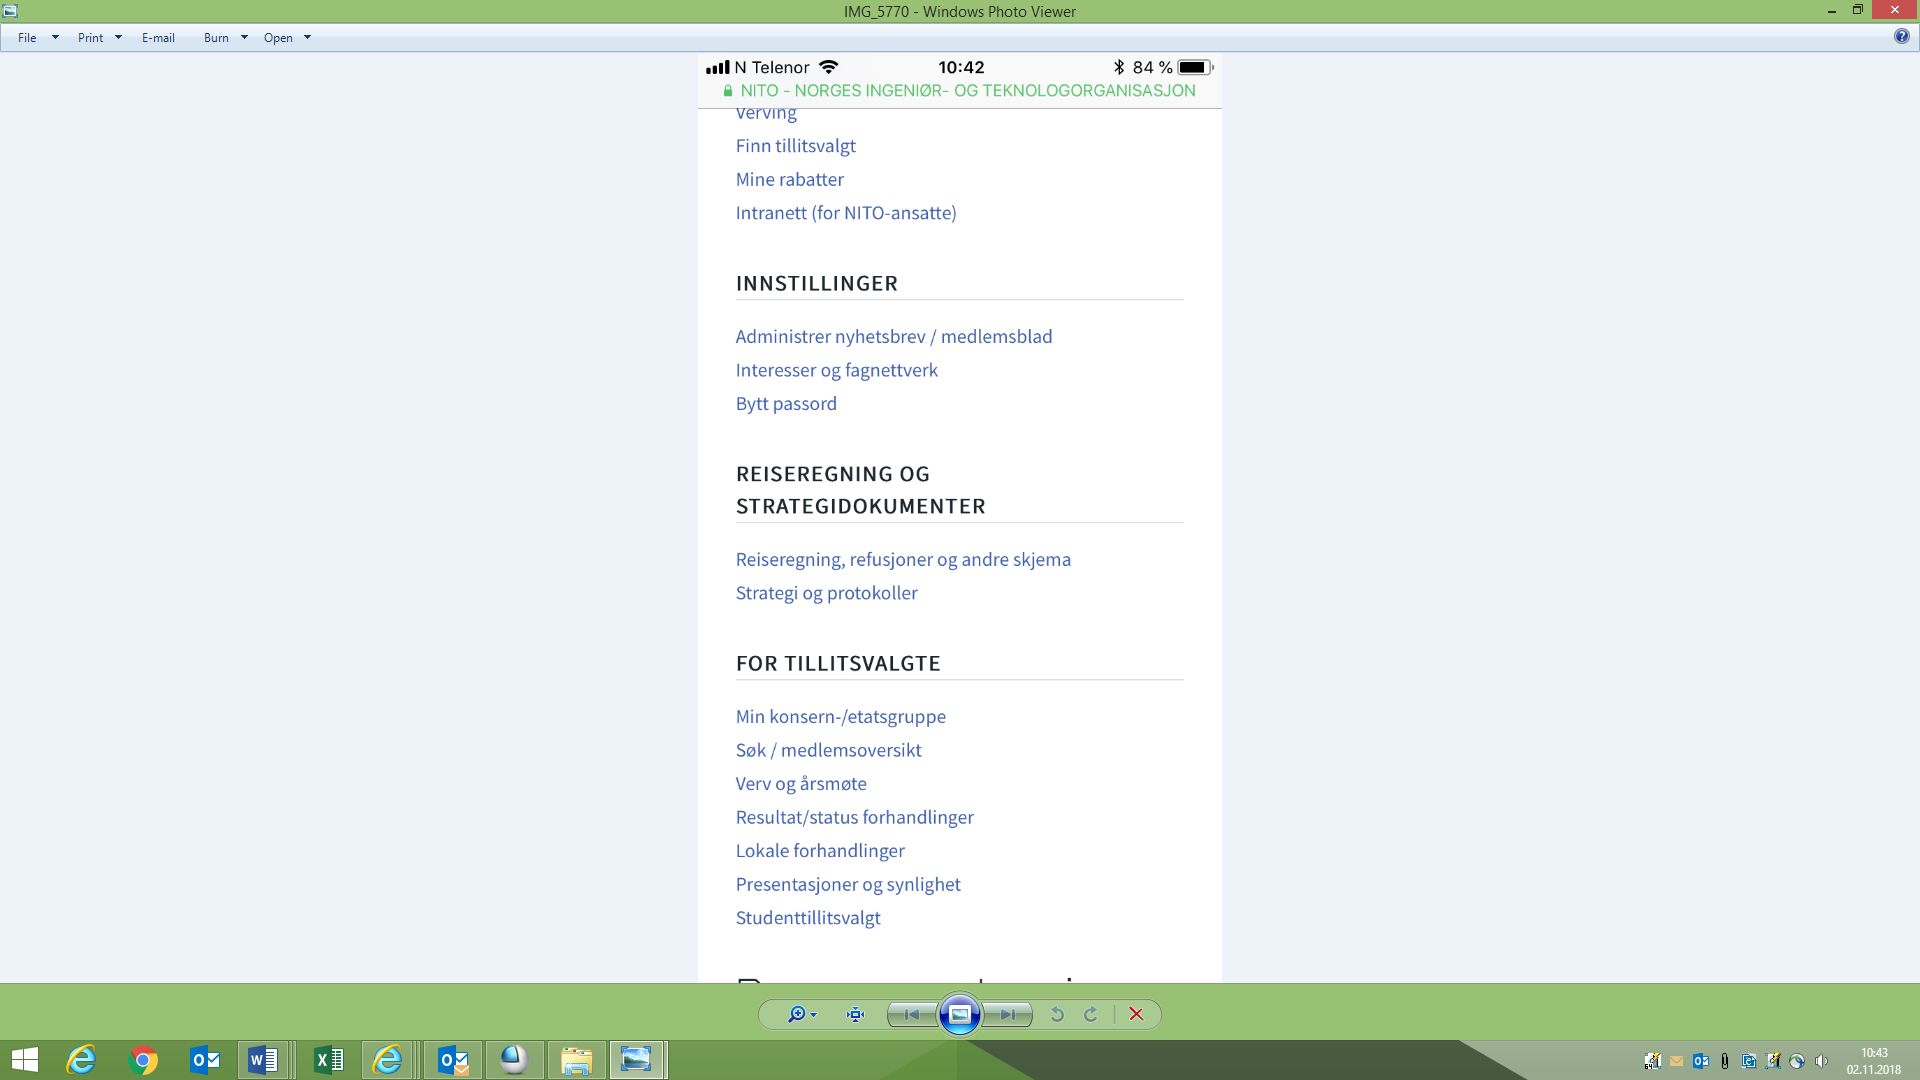 IMG_5770 - Windows Photo Viewer
File Print E-mail Burn Open
N Telenor 10:42 84 %
NITO - NORGES INGENIØR- OG TEKNOLOGORGANISASJON
Verving
Finn tillitsvalgt
Mine rabatter
Intranett (for NITO-ansatte)
INNSTILLINGER
Administrer nyhetsbrev / medlemsblad
Interesser og fagnettverk
Bytt passord
REISEREGNING OG
STRATEGIDOKUMENTER
Reiseregning, refusjoner og andre skjema
Strategi og protokoller
FOR TILLITSVALGTE
Min konsern-/etatsgruppe
Søk / medlemsoversikt
Verv og årsmøte
Resultat/status forhandlinger
Lokale forhandlinger
Presentasjoner og synlighet
Studenttillitsvalgt
10:43
02.11.2018